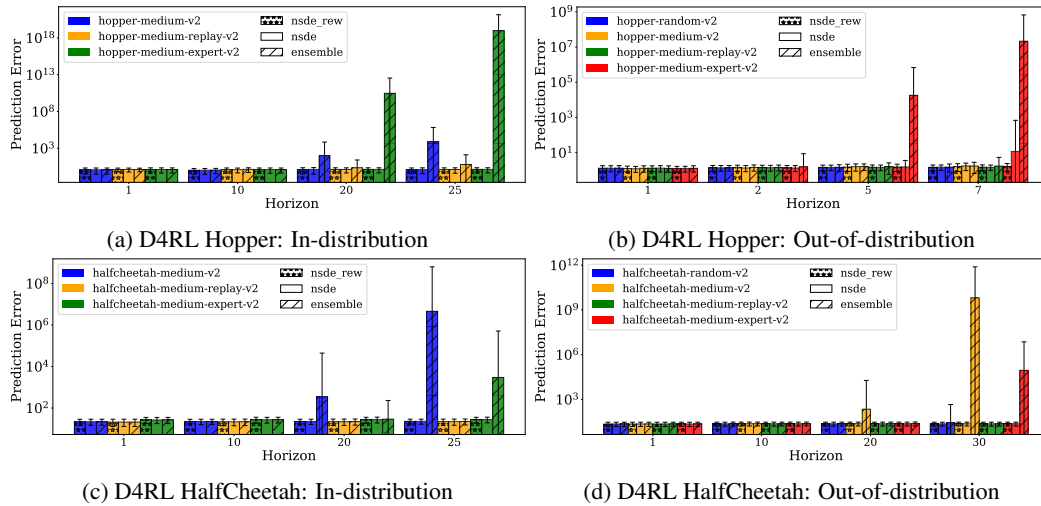 Prediction Error
10^18
10^13
10^8
10^3
hopper-medium-v2
hopper-medium-replay-v2
hopper-medium-expert-v2
nsde_rew
nsde
ensemble
1 10 20 25
Horizon
(a) D4RL Hopper: In-distribution
Prediction Error
10^9
10^7
10^5
10^3
10^1
hopper-random-v2
hopper-medium-v2
hopper-medium-replay-v2
hopper-medium-expert-v2
nsde_rew
nsde
ensemble
1 2 5 7
Horizon
(b) D4RL Hopper: Out-of-distribution
Prediction Error
10^8
10^6
10^4
10^2
halfcheetah-medium-v2
halfcheetah-medium-replay-v2
halfcheetah-medium-expert-v2
nsde_rew
nsde
ensemble
1 10 20 25
Horizon
(c) D4RL HalfCheetah: In-distribution
Prediction Error
10^12
10^9
10^6
10^3
halfcheetah-random-v2
halfcheetah-medium-v2
halfcheetah-medium-replay-v2
halfcheetah-medium-expert-v2
nsde_rew
nsde
ensemble
1 10 20 30
Horizon
(d) D4RL HalfCheetah: Out-of-distribution